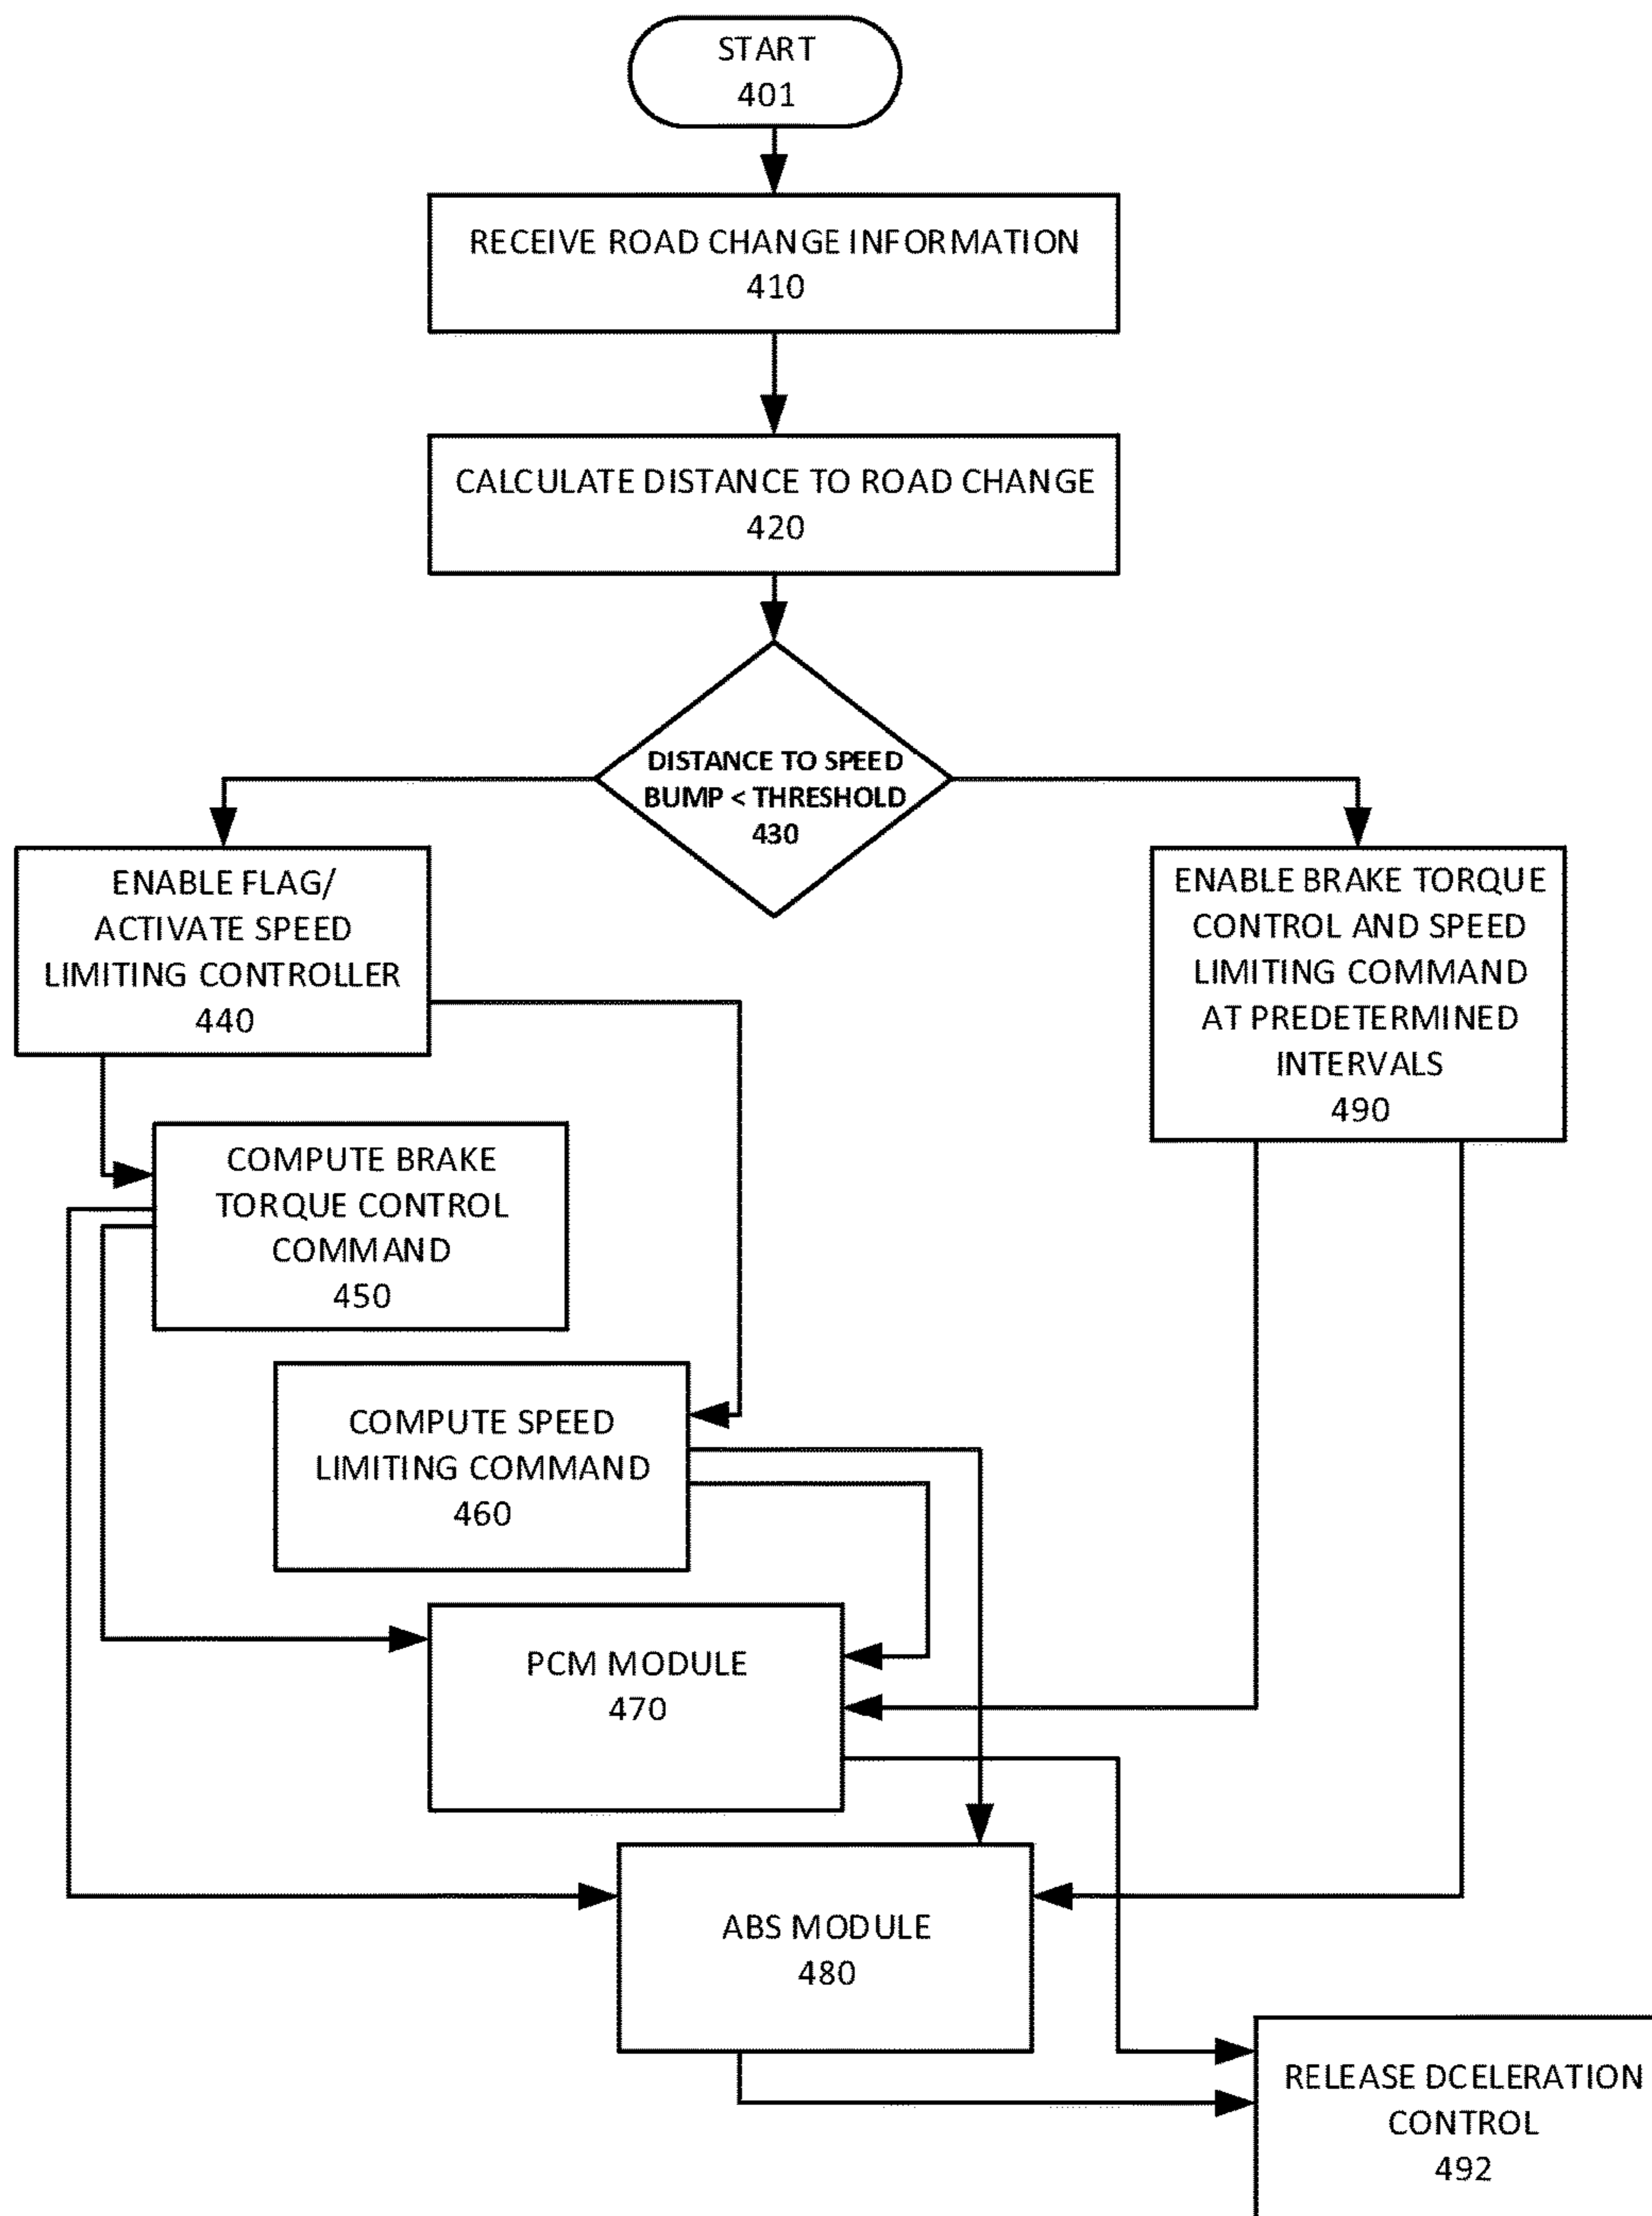 START
401
RECEIVE ROAD CHANGE INFORMATION
410
CALCULATE DISTANCE TO ROAD CHANGE
420
DISTANCE TO SPEED
BUMP < THRESHOLD
430
ENABLE FLAG/
ACTIVATE SPEED
LIMITING CONTROLLER
440
ENABLE BRAKE TORQUE
CONTROL AND SPEED
LIMITING COMMAND
AT PREDETERMINED
INTERVALS
490
COMPUTE BRAKE
TORQUE CONTROL
COMMAND
450
COMPUTE SPEED
LIMITING COMMAND
460
PCM MODULE
470
ABS MODULE
480
RELEASE DCELERATION
CONTROL
492